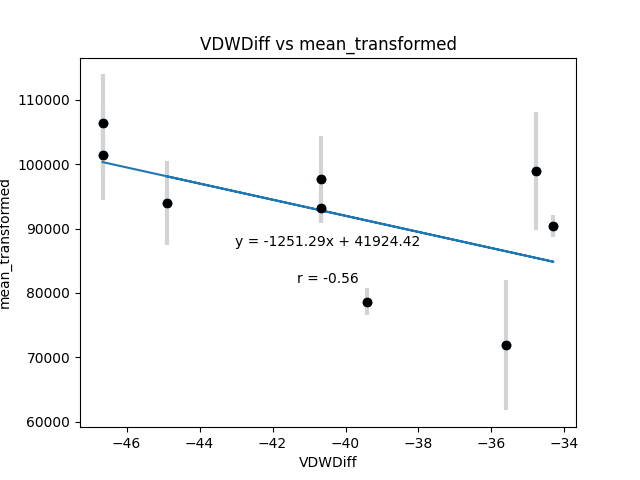 VDWDiff vs mean_transformed
mean_transformed
110000
100000
90000
80000
70000
60000
y = -1251.29x + 41924.42
r = -0.56
−46
−44
−42
−40
−38
−36
−34
VDWDiff